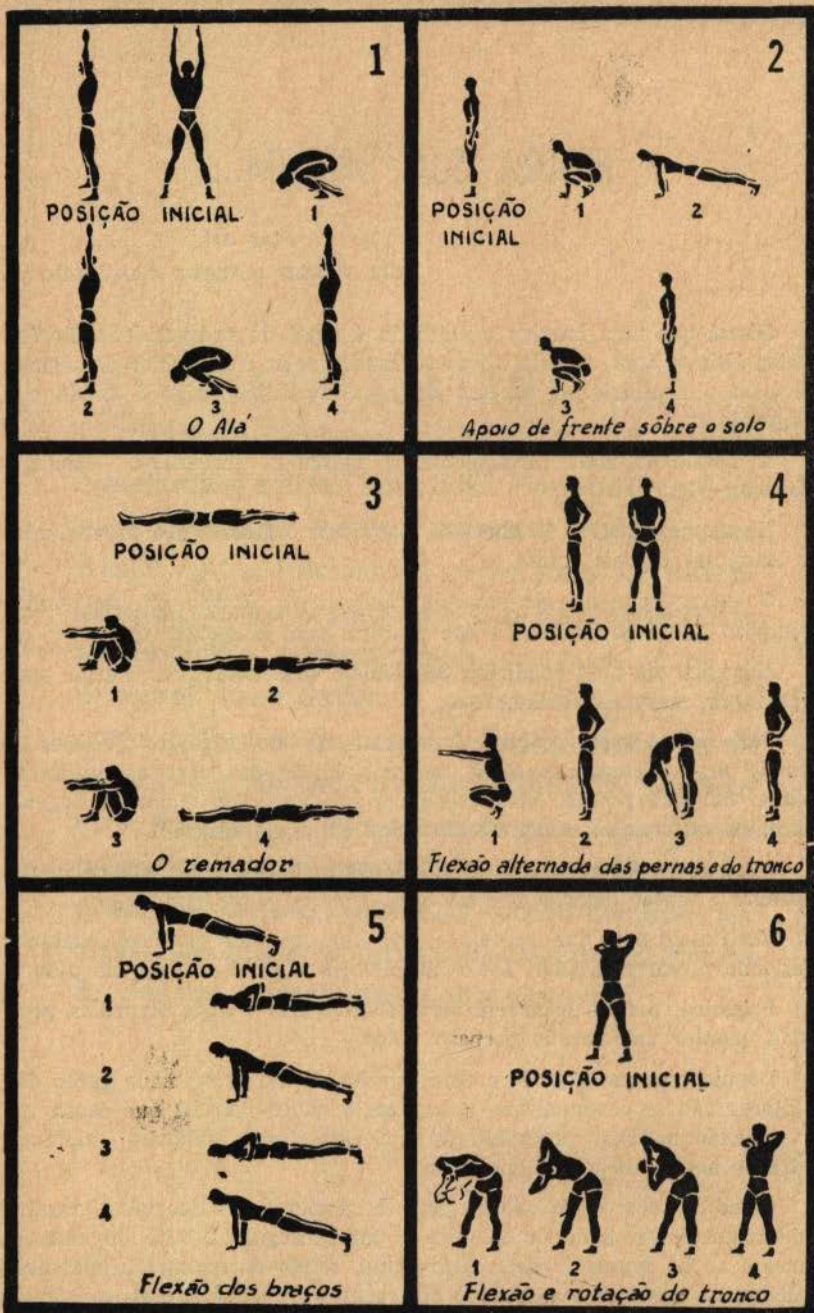 1
POSIÇÃO INICIAL
1
2
3
4
O Alá
2
POSIÇÃO
INICIAL
1
2
3
4
Apoio de frente sôbre o solo
3
POSIÇÃO INICIAL
1
2
3
4
O remador
4
POSIÇÃO INICIAL
1
2
3
4
Flexão alternada das pernas e do tronco
5
POSIÇÃO INICIAL
1
2
3
4
Flexão dos braços
6
POSIÇÃO INICIAL
1
2
3
4
Flexão e rotação do tronco